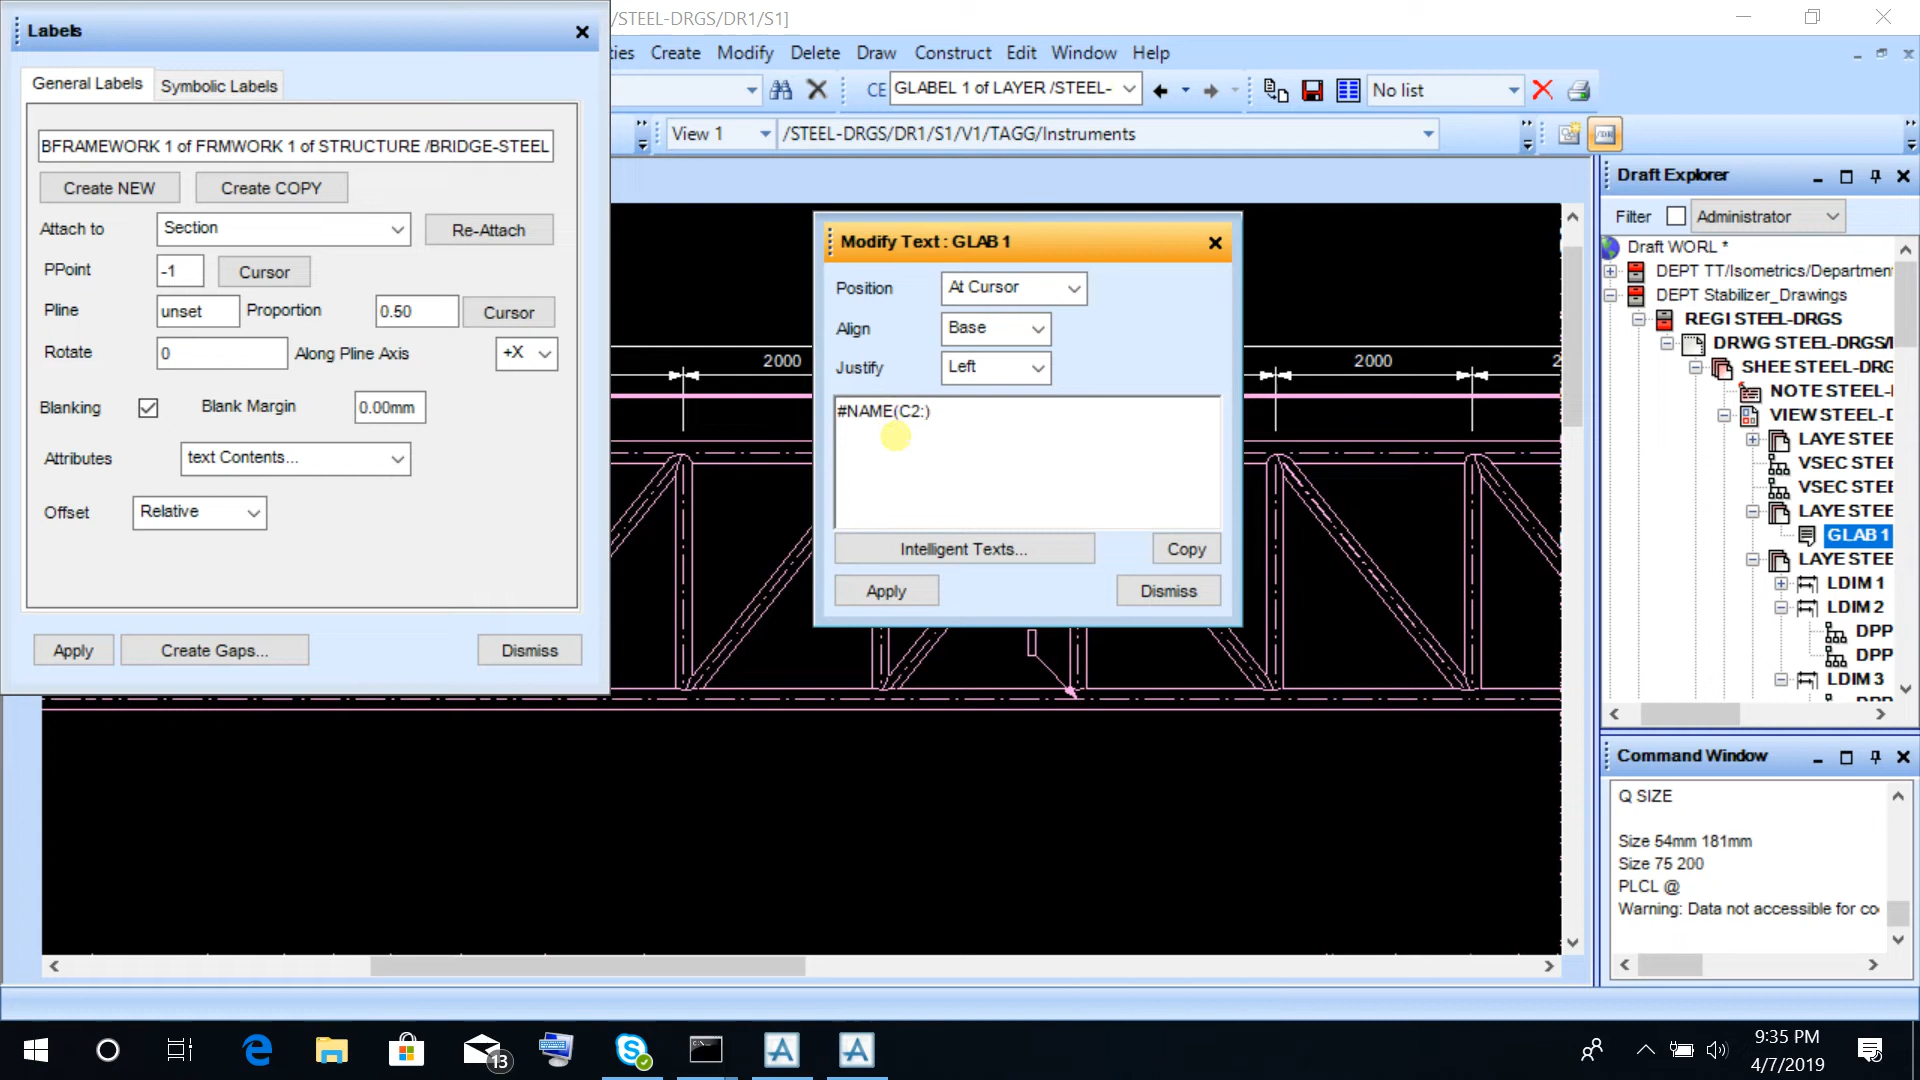 Labels
/STEEL-DRGS/DR1/S1]
General Labels
Symbolic Labels
Create Modify Delete Draw Construct Edit Window Help
CE GLABEL 1 of LAYER /STEEL-
No list
View 1
/STEEL-DRGS/DR1/S1/V1/TAGG/Instruments
BFRAMEWORK 1 of FRMWORK 1 of STRUCTURE /BRIDGE-STEEL
Create NEW
Create COPY
Attach to Section Re-Attach
PPoint -1 Cursor
Pline unset Proportion 0.50 Cursor
Rotate 0 Along Pline Axis +X
Blanking Blank Margin 0.00mm
Attributes text Contents...
Offset Relative
Apply Create Gaps... Dismiss
Modify Text : GLAB 1
Position At Cursor
Align Base
Justify Left
#NAME(C2:)
Intelligent Texts... Copy
Apply Dismiss
2000
2000
2
Draft Explorer
Filter Administrator
Draft WORL *
DEPT TT/Isometrics/Department
DEPT Stabilizer_Drawings
REGI STEEL-DRGS
DRWG STEEL-DRGS/
SHEE STEEL-DRG
NOTE STEEL-
VIEW STEEL-D
LAYE STEE
VSEC STEE
VSEC STEE
LAYE STEE
GLAB 1
LAYE STEE
LDIM 1
LDIM 2
DPP
DPP
LDIM 3
Command Window
Q SIZE
Size 54mm 181mm
Size 75 200
PLCL @
Warning: Data not accessible for co
13
9:35 PM
4/7/2019